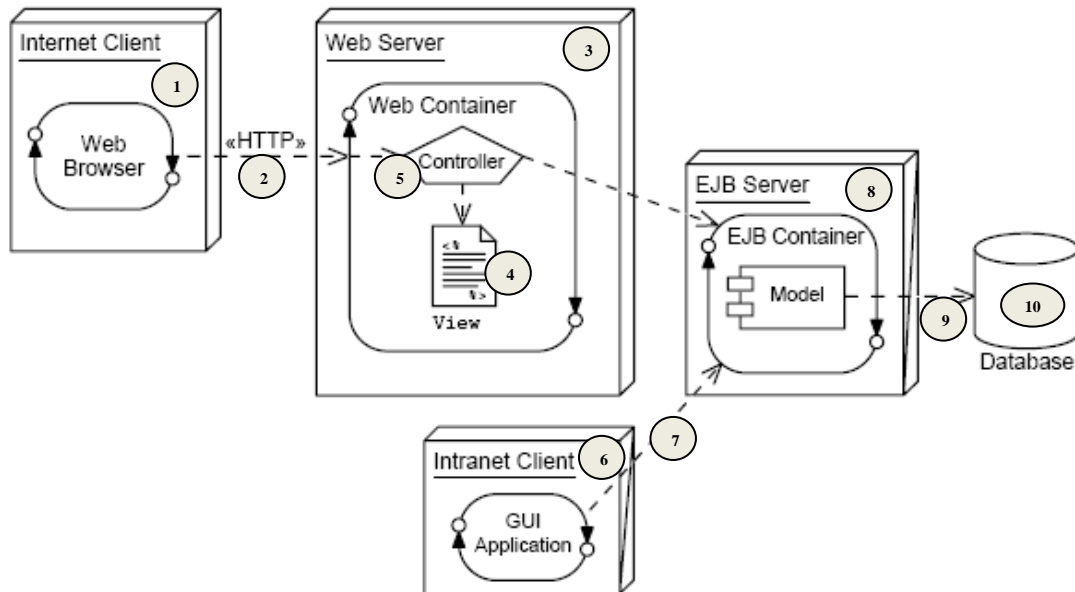 Internet Client
1
Web
Browser
«HTTP»
2
Web Server
3
Web Container
5
Controller
<%
4
%>
View
EJB Server
8
EJB Container
Model
9
10
Database
7
Intranet Client
6
GUI
Application